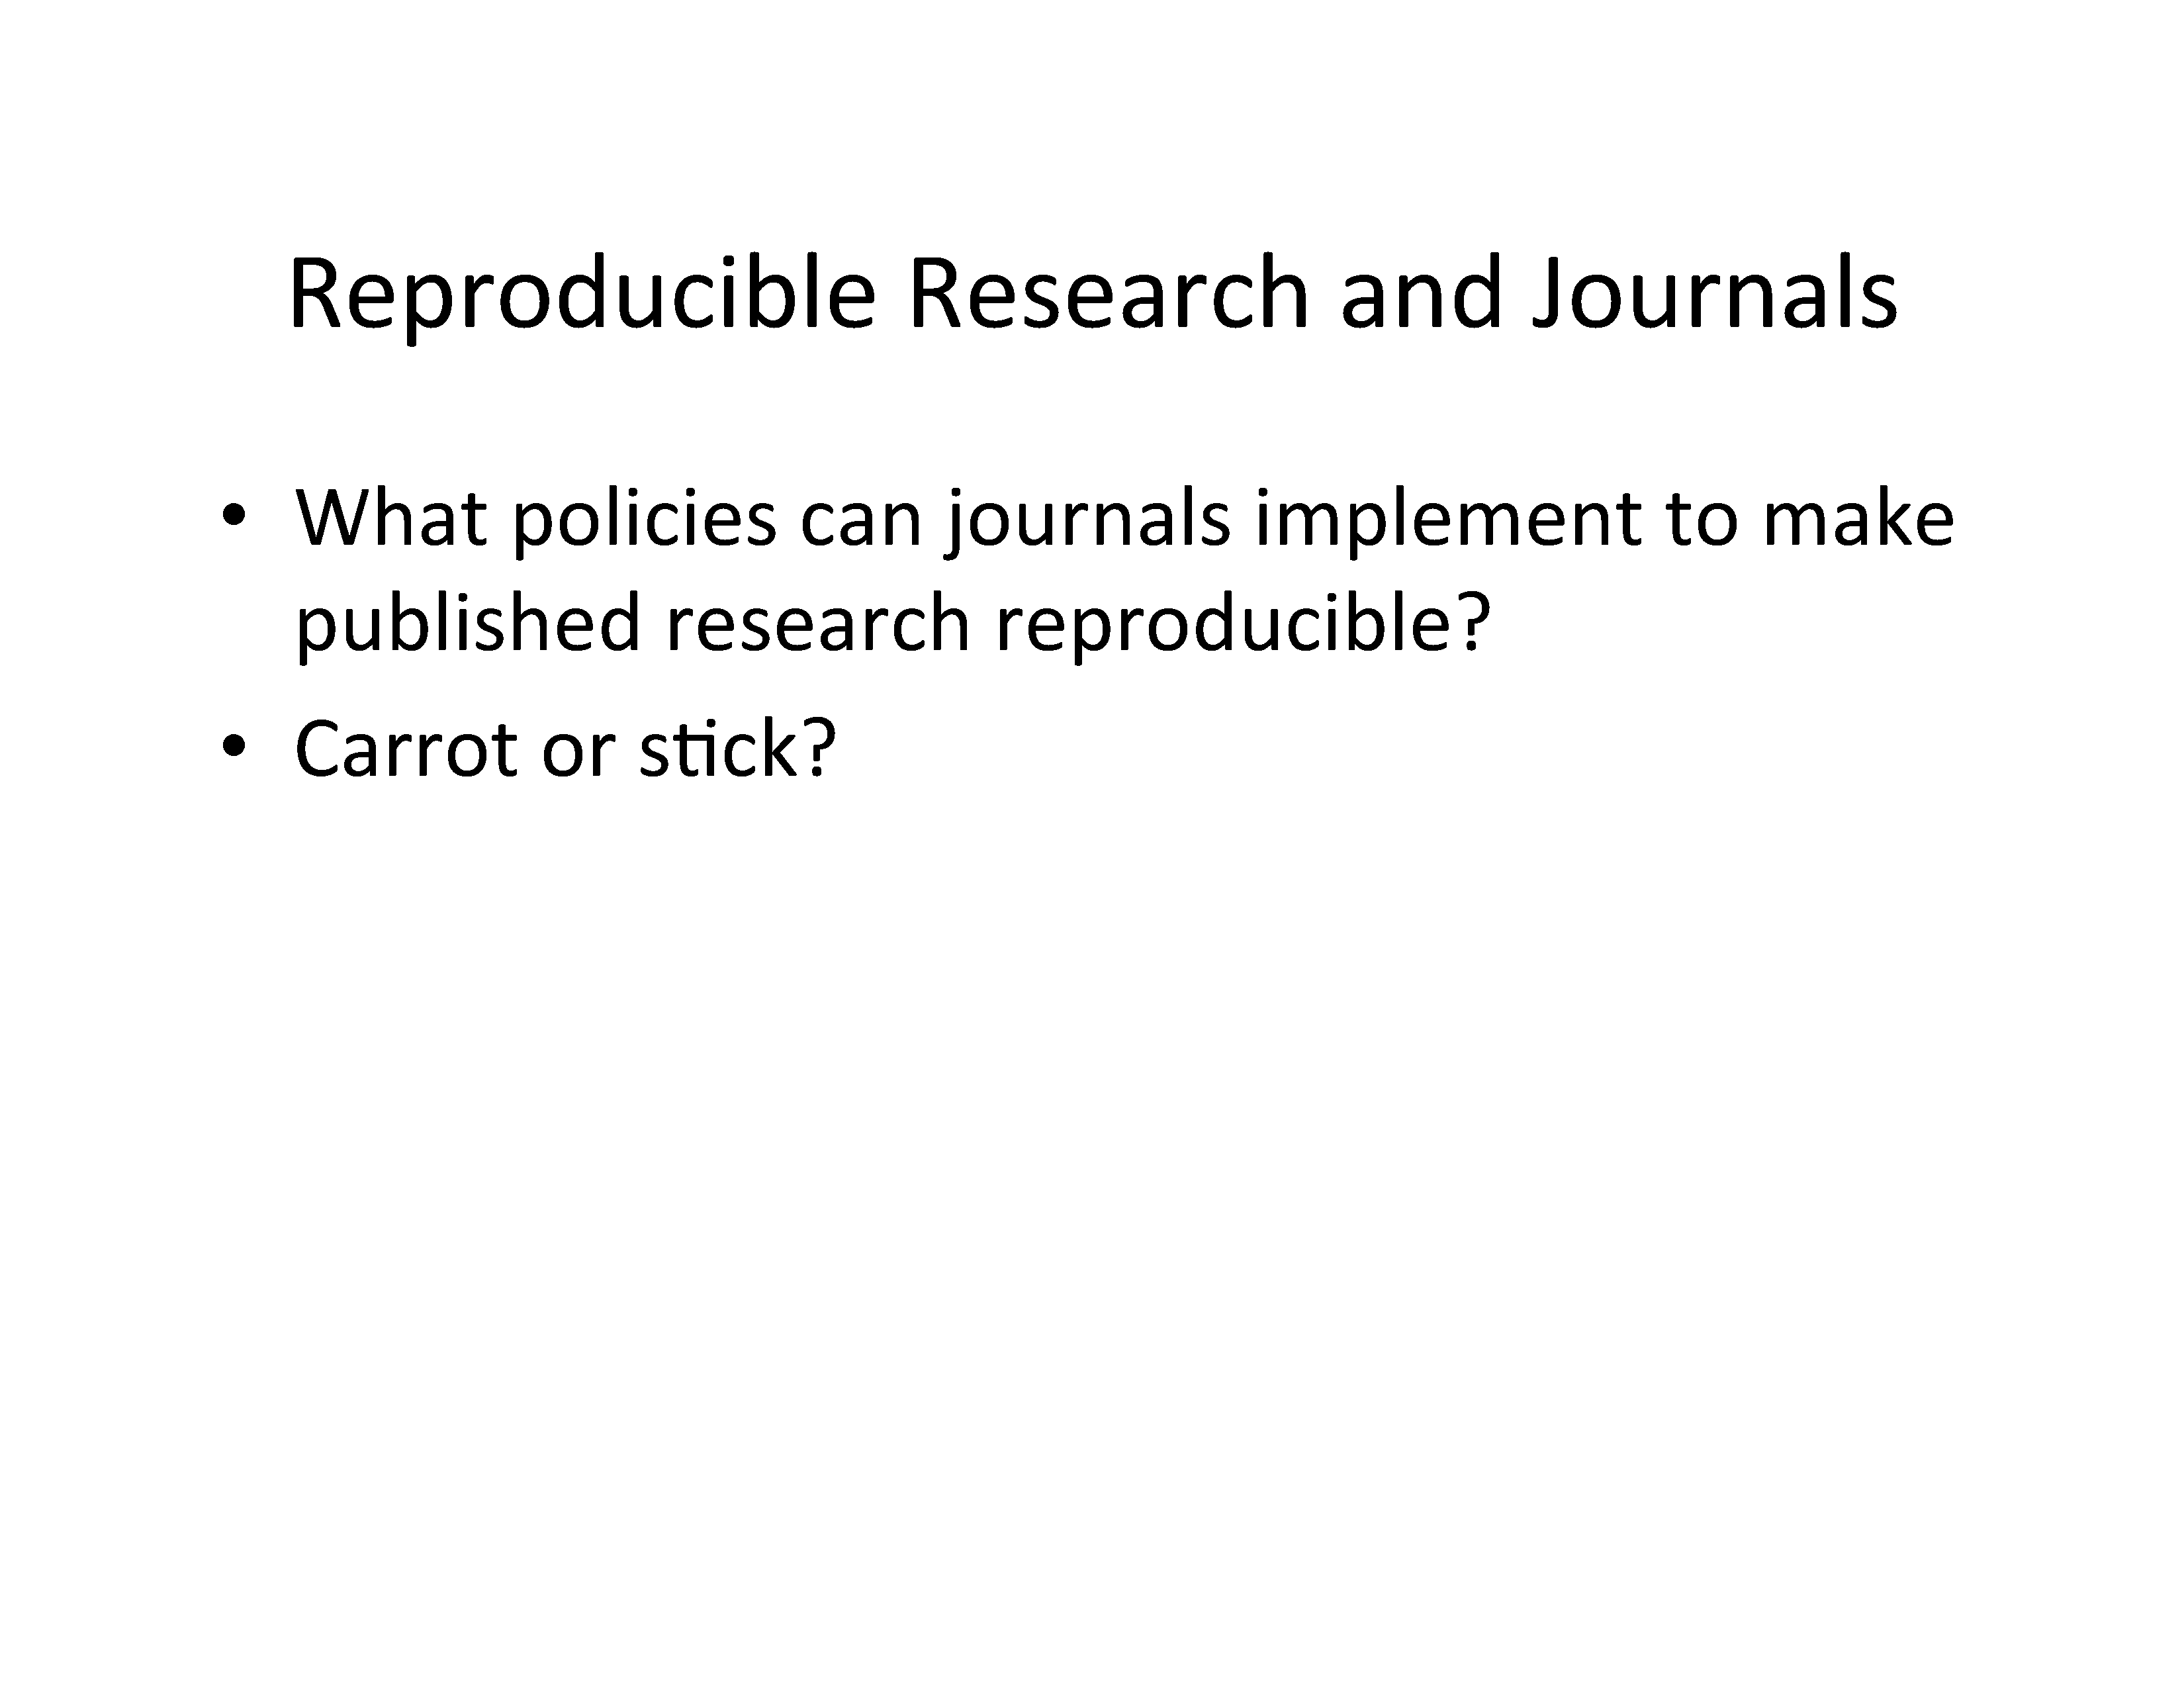 Reproducible Research and Journals
• What policies can journals implement to make
published research reproducible?
• Carrot or stick?